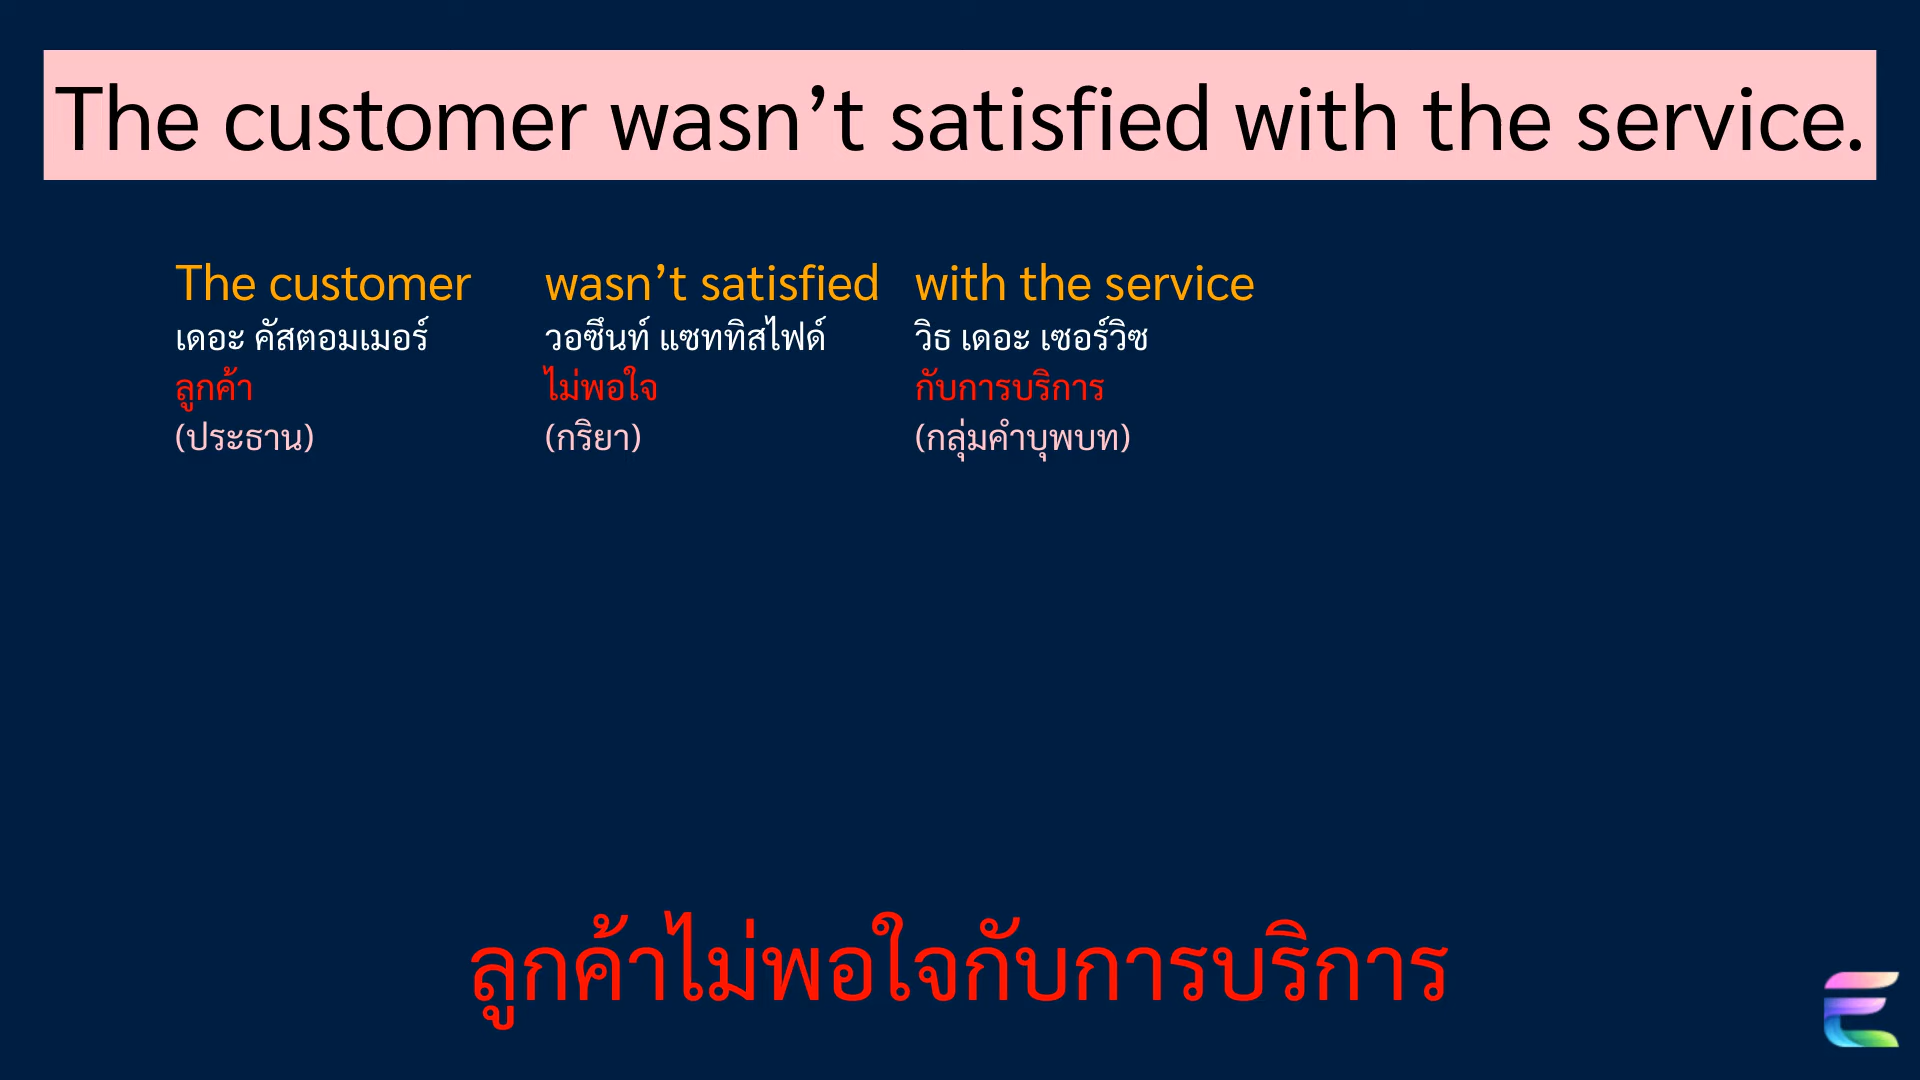 The customer wasn’t satisfied with the service.
The customer wasn’t satisfied with the service
เดอะ คัสตอมเมอร์ วอซึนท์ แซททิสไฟด์ วิธ เดอะ เซอร์วิซ
ลูกค้า ไม่พอใจ กับการบริการ
(ประธาน) (กริยา) (กลุ่มคำบุพบท)
ลูกค้าไม่พอใจกับการบริการ